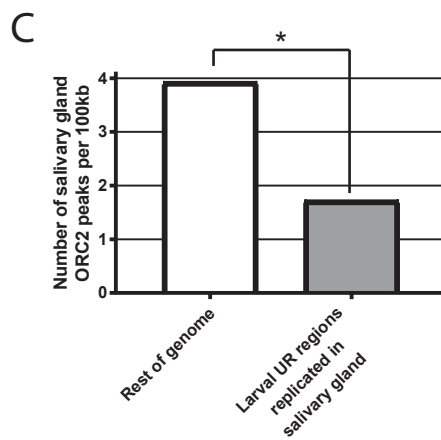 C
*
Number of salivary gland
ORC2 peaks per 100kb
4
3
2
1
0
Rest of genome
Larval UR regions
replicated in
salivary gland